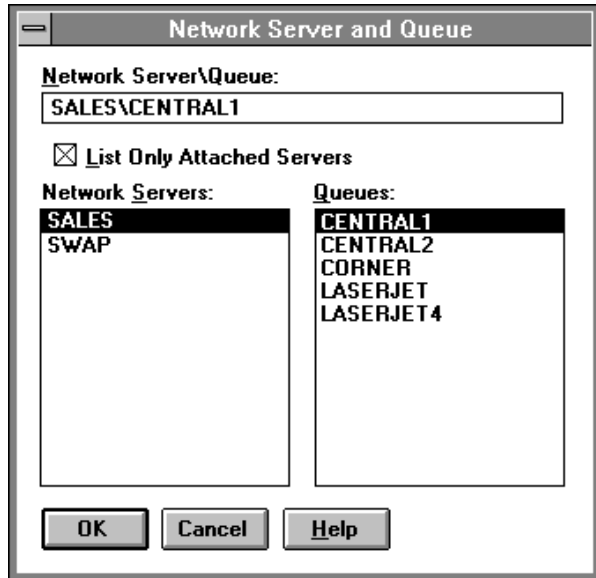 Network Server and Queue
Network Server\Queue:
SALES\CENTRAL1
List Only Attached Servers
Network Servers:
SALES
SWAP
Queues:
CENTRAL1
CENTRAL2
CORNER
LASERJET
LASERJET4
OK Cancel Help